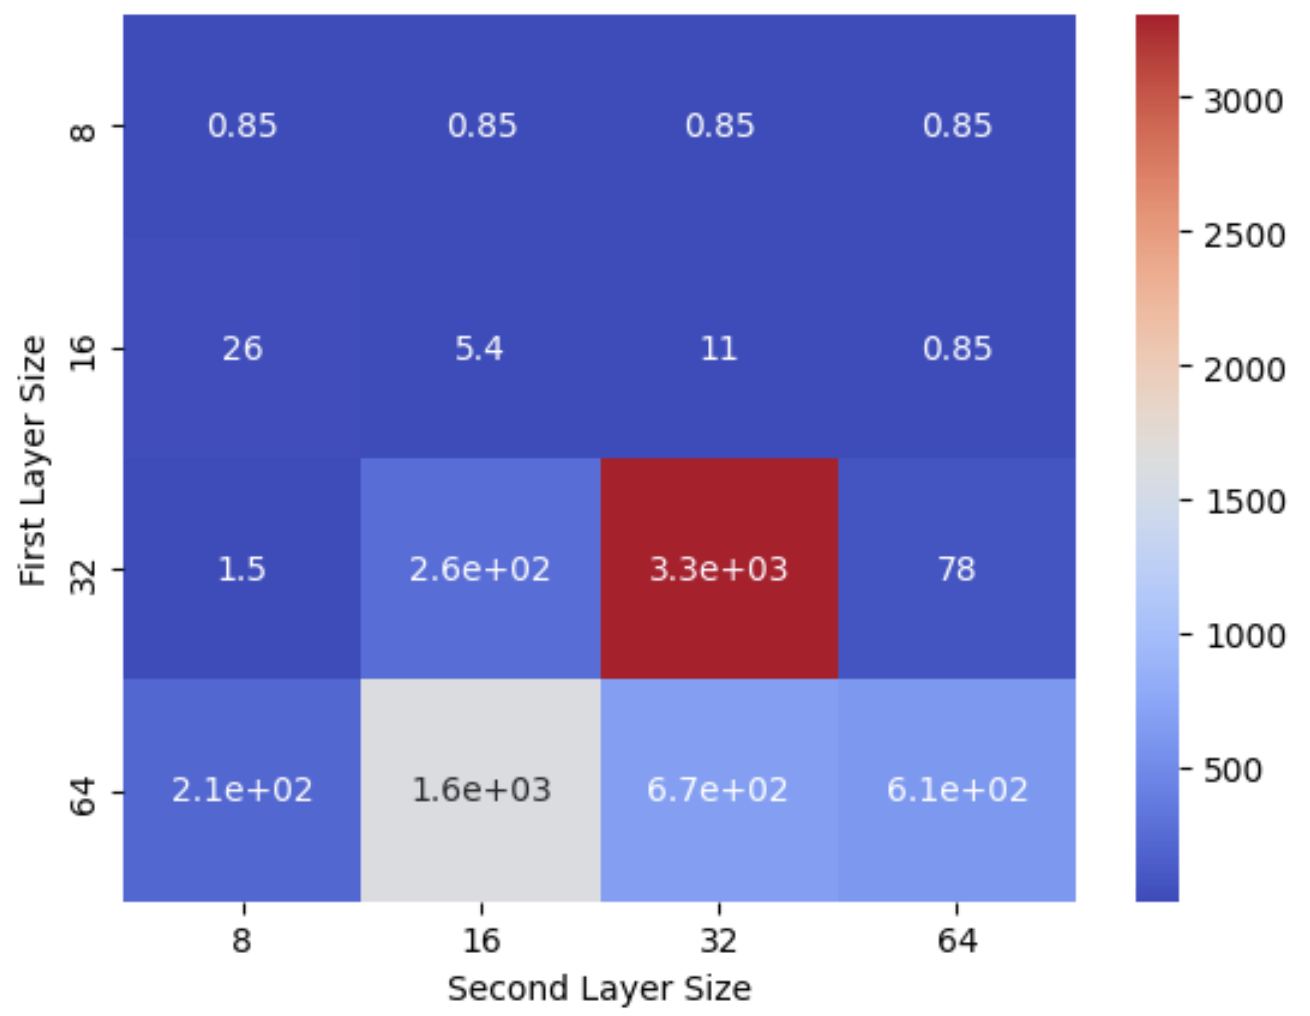 First Layer Size
8
16
32
64
0.85 0.85 0.85 0.85
26 5.4 11 0.85
1.5 2.6e+02 3.3e+03 78
2.1e+02 1.6e+03 6.7e+02 6.1e+02
8 16 32 64
Second Layer Size
3000
2500
2000
1500
1000
500